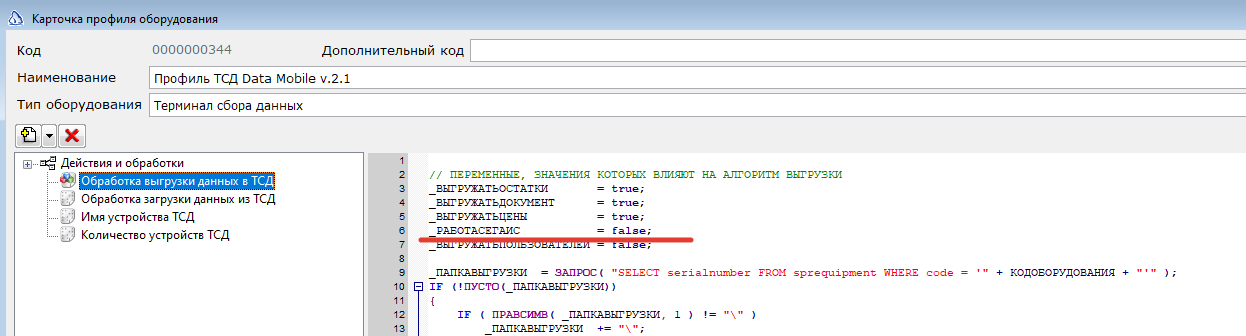 Карточка профиля оборудования
Код 0000000344 Дополнительный код
Наименование Профиль ТСД Data Mobile v.2.1
Тип оборудования Терминал сбора данных
Действия и обработки
Обработка выгрузки данных в ТСД
Обработка загрузки данных из ТСД
Имя устройства ТСД
Количество устройств ТСД
1
2 // ПЕРЕМЕННЫЕ, ЗНАЧЕНИЯ КОТОРЫХ ВЛИЯЮТ НА АЛГОРИТМ ВЫГРУЗКИ
3 _ВЫГРУЖАТЬОСТАТКИ = true;
4 _ВЫГРУЖАТЬДОКУМЕНТ = true;
5 _ВЫГРУЖАТЬЦЕНЫ = true;
6 _РАБОТАСЕГАИС = false;
7 _ВЫГРУЖАТЬПОЛЬЗОВАТЕЛЕЙ = false;
8
9 _ПАПКАВЫГРУЗКИ = ЗАПРОС( "SELECT serialnumber FROM sprequipment WHERE code = '" + КОДОБОРУДОВАНИЯ + "'" );
10 IF (!ПУСТО(_ПАПКАВЫГРУЗКИ))
11 {
12 IF ( ПРАВСИМВ( _ПАПКАВЫГРУЗКИ, 1 ) != "\" )
13 _ПАПКАВЫГРУЗКИ += "\";